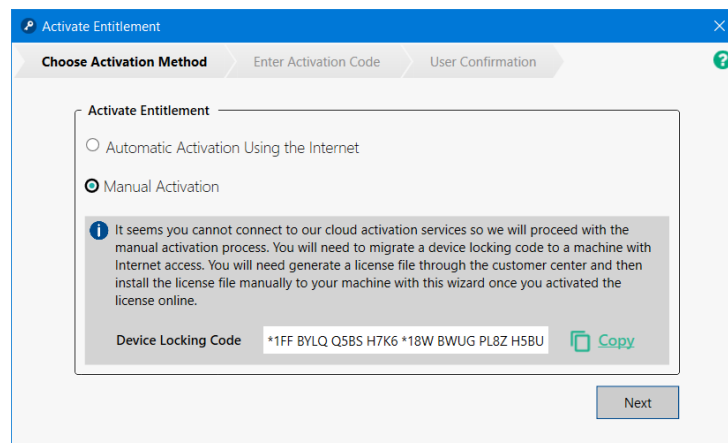 Activate Entitlement
Choose Activation Method
Enter Activation Code
User Confirmation
Activate Entitlement
Automatic Activation Using the Internet
Manual Activation
It seems you cannot connect to our cloud activation services so we will proceed with the
manual activation process. You will need to migrate a device locking code to a machine with
Internet access. You will need generate a license file through the customer center and then
install the license file manually to your machine with this wizard once you activated the
license online.
Device Locking Code
*1FF BYLQ Q5BS H7K6 *18W BWUG PL8Z H5BU
Copy
Next